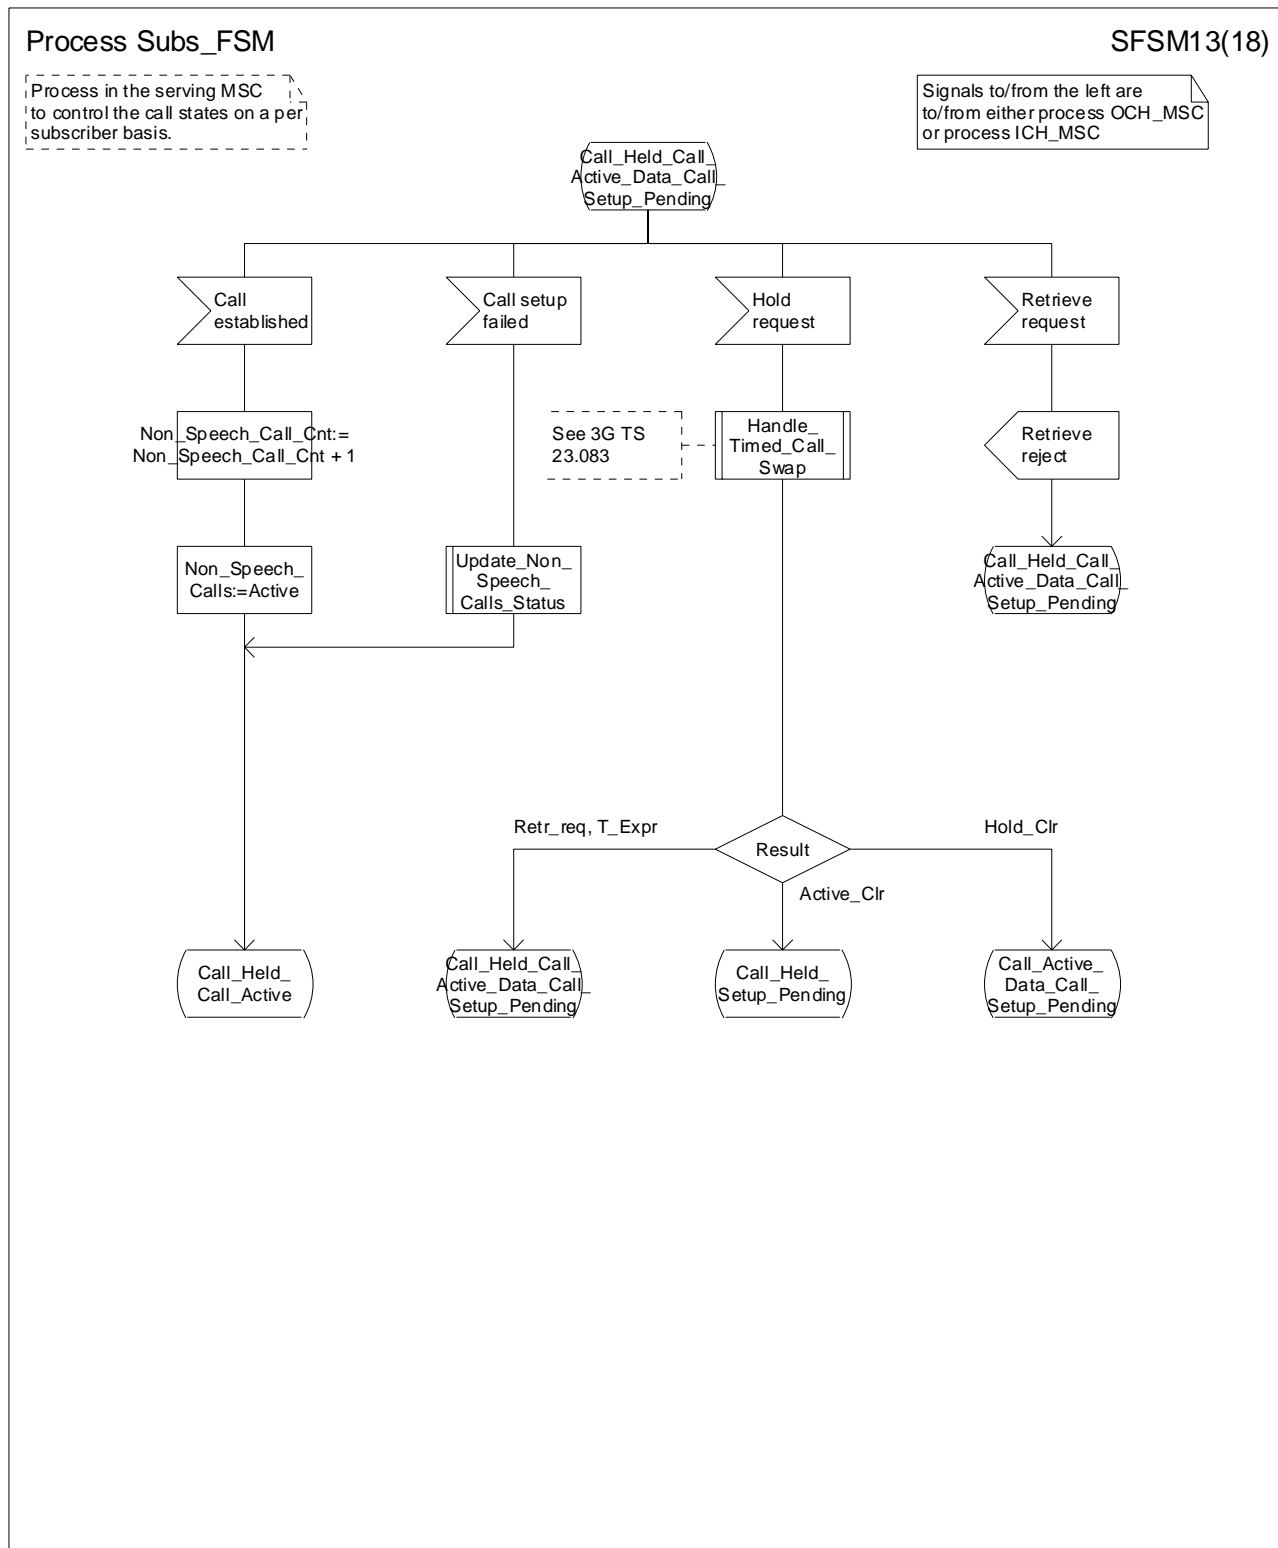 Process Subs_FSM
SFSM13(18)
Process in the serving MSC
to control the call states on a per
subscriber basis.
Signals to/from the left are
to/from either process OCH_MSC
or process ICH_MSC
Call_Held_Call_
Active_Data_Call_
Setup_Pending
Call
established
Call setup
failed
Hold
request
Retrieve
request
Non_Speech_Call_Cnt:=
Non_Speech_Call_Cnt + 1
See 3G TS
23.083
Handle_
Timed_Call_
Swap
Retrieve
reject
Non_Speech_
Calls:=Active
Update_Non_
Speech_
Calls_Status
Call_Held_Call_
Active_Data_Call_
Setup_Pending
Retr_req, T_Expr
Result
Hold_Clr
Active_Clr
Call_Held_
Call_Active
Call_Held_Call_
Active_Data_Call_
Setup_Pending
Call_Held_
Setup_Pending
Call_Active_
Data_Call_
Setup_Pending